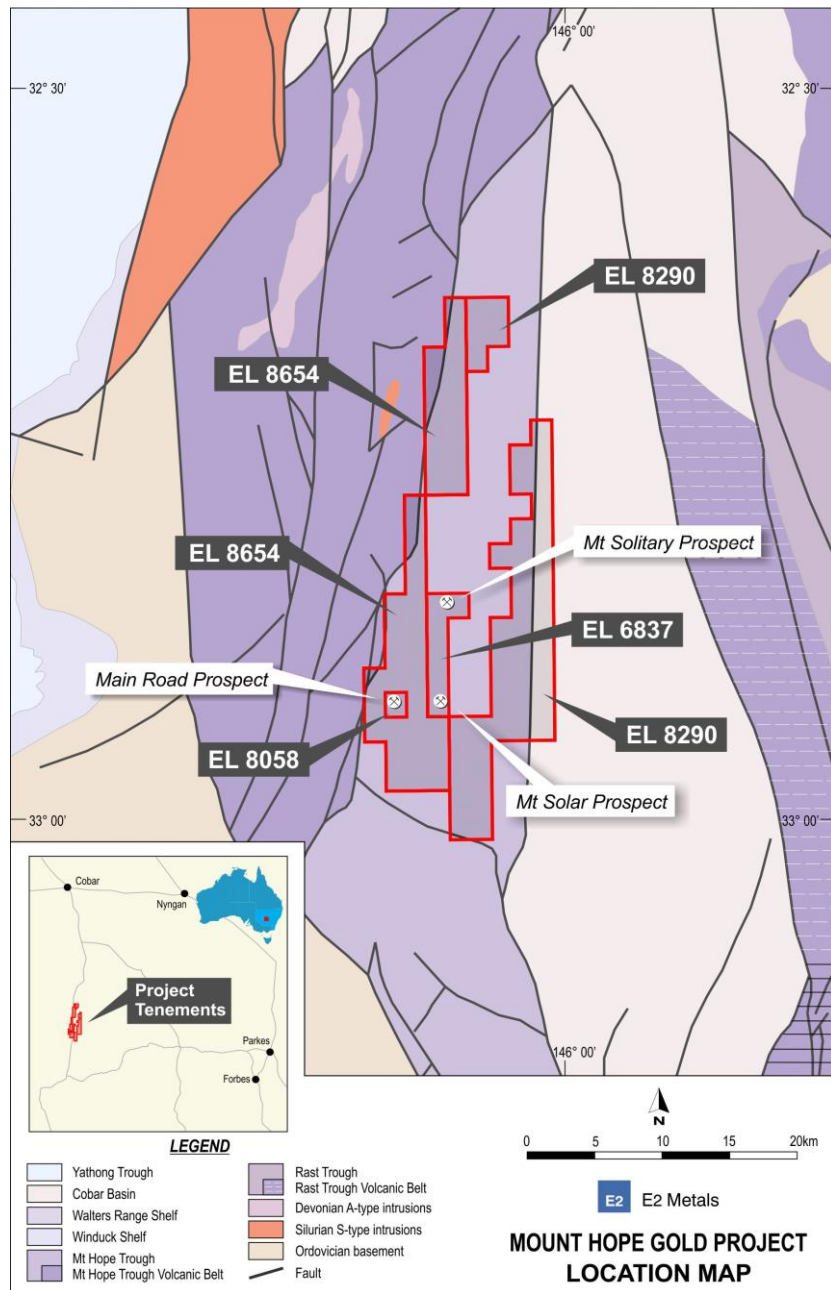 146° 00’
32° 30’
32° 30’
EL 8290
EL 8654
EL 8654
Mt Solitary Prospect
EL 6837
Main Road Prospect
EL 8058
EL 8290
Mt Solar Prospect
33° 00’
33° 00’
Cobar
Nyngan
Project
Tenements
Parkes
Forbes
146° 00’
N
0 5 10 15 20km
LEGEND
Yathong Trough
Cobar Basin
Walters Range Shelf
Winduck Shelf
Mt Hope Trough
Mt Hope Trough Volcanic Belt
Rast Trough
Rast Trough Volcanic Belt
Devonian A-type intrusions
Silurian S-type intrusions
Ordovician basement
Fault
E2 E2 Metals
MOUNT HOPE GOLD PROJECT
LOCATION MAP